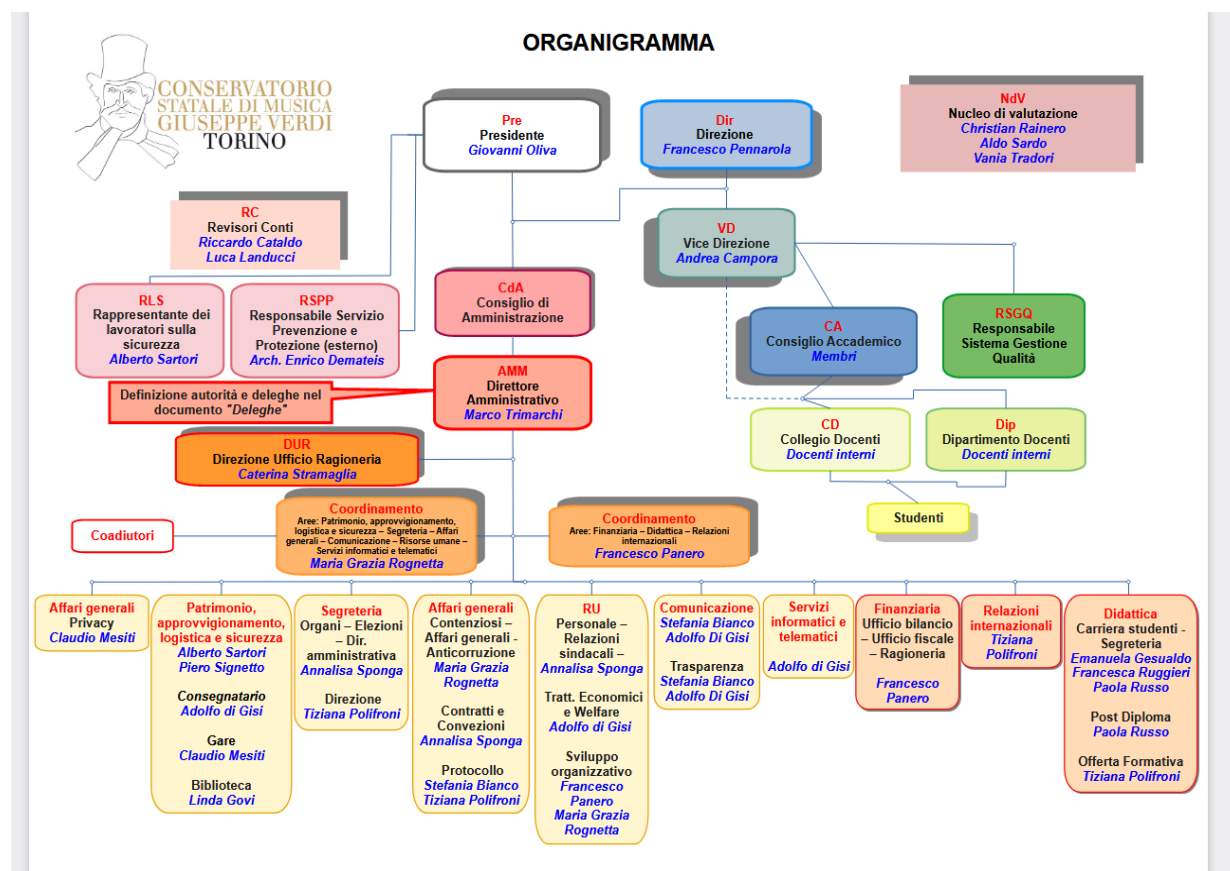 ORGANIGRAMMA
CONSERVATORIO
STATALE DI MUSICA
GIUSEPPE VERDI
TORINO
Pre
Presidente
Giovanni Oliva
Dir
Direzione
Francesco Pennarola
NdV
Nucleo di valutazione
Christian Rainero
Aldo Sardo
Vania Tradori
RC
Revisori Conti
Riccardo Cataldo
Luca Landucci
VD
Vice Direzione
Andrea Campora
RLS
Rappresentante dei
lavoratori sulla
sicurezza
Alberto Sartori
RSPP
Responsabile Servizio
Prevenzione e
Protezione (esterno)
Arch. Enrico Demateis
CdA
Consiglio di
Amministrazione
CA
Consiglio Accademico
Membri
RSGQ
Responsabile
Sistema Gestione
Qualità
Definizione autorità e deleghe nel
documento "Deleghe"
AMM
Direttore
Amministrativo
Marco Trimarchi
CD
Collegio Docenti
Docenti interni
Dip
Dipartimento Docenti
Docenti interni
DUR
Direzione Ufficio Ragioneria
Caterina Stramaglia
Studenti
Coadiutori
Coordinamento
Aree: Patrimonio, approvvigionamento,
logistica e sicurezza – Segreteria – Affari
generali – Comunicazione – Risorse umane –
Servizi informatici e telematici
Maria Grazia Rognetta
Coordinamento
Aree: Finanziaria – Didattica – Relazioni
internazionali
Francesco Panero
Affari generali
Privacy
Claudio Mesiti
Patrimonio,
approvvigionamento,
logistica e sicurezza
Alberto Sartori
Piero Signetto
Consegnatario
Adolfo di Gisi
Gare
Claudio Mesiti
Biblioteca
Linda Govi
Segreteria
Organi – Elezioni
– Dir.
amministrativa
Annalisa Sponga
Direzione
Tiziana Polifroni
Affari generali
Contenziosi –
Affari generali -
Anticorruzione
Maria Grazia
Rognetta
Contratti e
Convezioni
Annalisa Sponga
Protocollo
Stefania Bianco
Tiziana Polifroni
RU
Personale –
Relazioni
sindacali –
Annalisa Sponga
Tratt. Economici
e Welfare
Adolfo di Gisi
Sviluppo
organizzativo
Francesco
Panero
Maria Grazia
Rognetta
Comunicazione
Stefania Bianco
Adolfo Di Gisi
Trasparenza
Stefania Bianco
Adolfo Di Gisi
Servizi
informatici e
telematici
Adolfo di Gisi
Finanziaria
Ufficio bilancio
– Ufficio fiscale
– Ragioneria
Francesco
Panero
Relazioni
internazionali
Tiziana
Polifroni
Didattica
Carriera studenti -
Segreteria
Emanuela Gesualdo
Francesca Ruggieri
Paola Russo
Post Diploma
Paola Russo
Offerta Formativa
Tiziana Polifroni